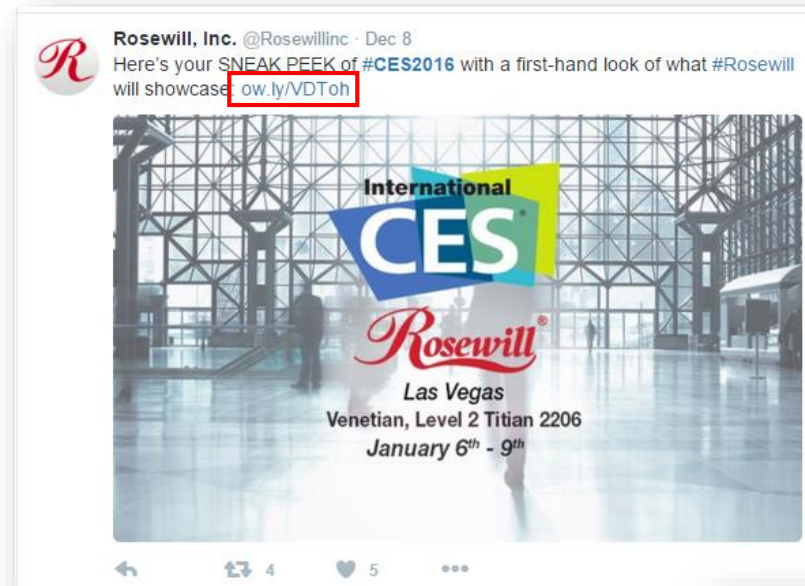 Rosewill, Inc. @Rosewillinc · Dec 8
Here's your SNEAK PEEK of #CES2016 with a first-hand look of what #Rosewill
will showcase: ow.ly/VDToh
R
International
CES
Rosewill®
Las Vegas
Venetian, Level 2 Titian 2206
January 6th - 9th
4
5